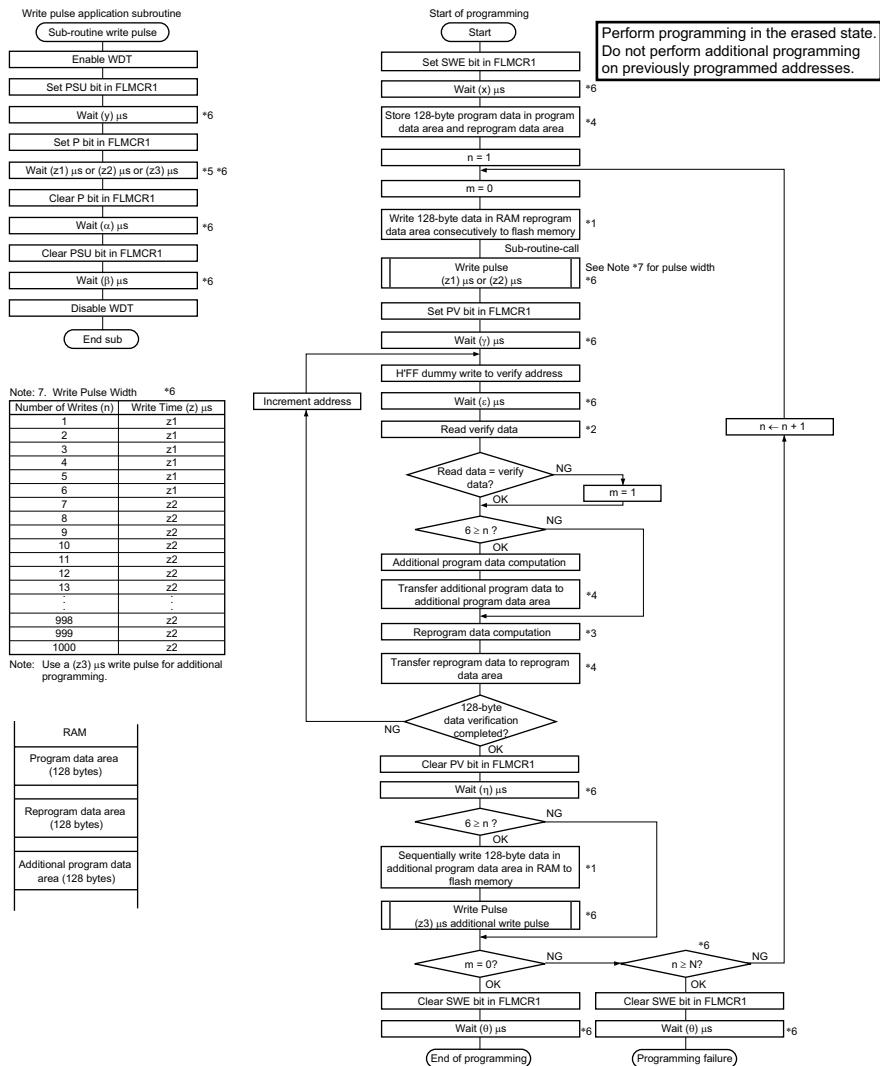 Write pulse application subroutine
Sub-routine write pulse
Enable WDT
Set PSU bit in FLMCR1
Wait (y) μs
*6
Set P bit in FLMCR1
Wait (z1) μs or (z2) μs or (z3) μs
*5 *6
Clear P bit in FLMCR1
Wait (α) μs
*6
Clear PSU bit in FLMCR1
Wait (β) μs
*6
Disable WDT
End sub
Note: 7. Write Pulse Width *6
Number of Writes (n) Write Time (z) μs
1 z1
2 z1
3 z1
4 z1
5 z1
6 z1
7 z2
8 z2
9 z2
10 z2
11 z2
12 z2
13 z2
: :
998 z2
999 z2
1000 z2
Note: Use a (z3) μs write pulse for additional
programming.
RAM
Program data area
(128 bytes)
Reprogram data area
(128 bytes)
Additional program data
area (128 bytes)
Start of programming
Start
Perform programming in the erased state.
Do not perform additional programming
on previously programmed addresses.
Set SWE bit in FLMCR1
Wait (x) μs
*6
Store 128-byte program data in program
data area and reprogram data area
*4
n = 1
m = 0
Write 128-byte data in RAM reprogram
data area consecutively to flash memory
*1
Sub-routine-call
Write pulse
(z1) μs or (z2) μs
See Note *7 for pulse width
*6
Set PV bit in FLMCR1
Wait (γ) μs
*6
H'FF dummy write to verify address
Increment address
Wait (ε) μs
*6
Read verify data
*2
n ← n + 1
Read data = verify
data?
NG
m = 1
OK
6 ≥ n ?
NG
OK
Additional program data computation
Transfer additional program data to
additional program data area
*4
Reprogram data computation
*3
Transfer reprogram data to reprogram
data area
*4
128-byte
data verification
completed?
NG
OK
Clear PV bit in FLMCR1
Wait (η) μs
*6
6 ≥ n ?
NG
OK
Sequentially write 128-byte data in
additional program data area in RAM to
flash memory
*1
Write Pulse
(z3) μs additional write pulse
*6
m = 0?
NG
*6
n ≥ N?
NG
OK
OK
Clear SWE bit in FLMCR1
Clear SWE bit in FLMCR1
Wait (θ) μs
*6
Wait (θ) μs
*6
End of programming
Programming failure